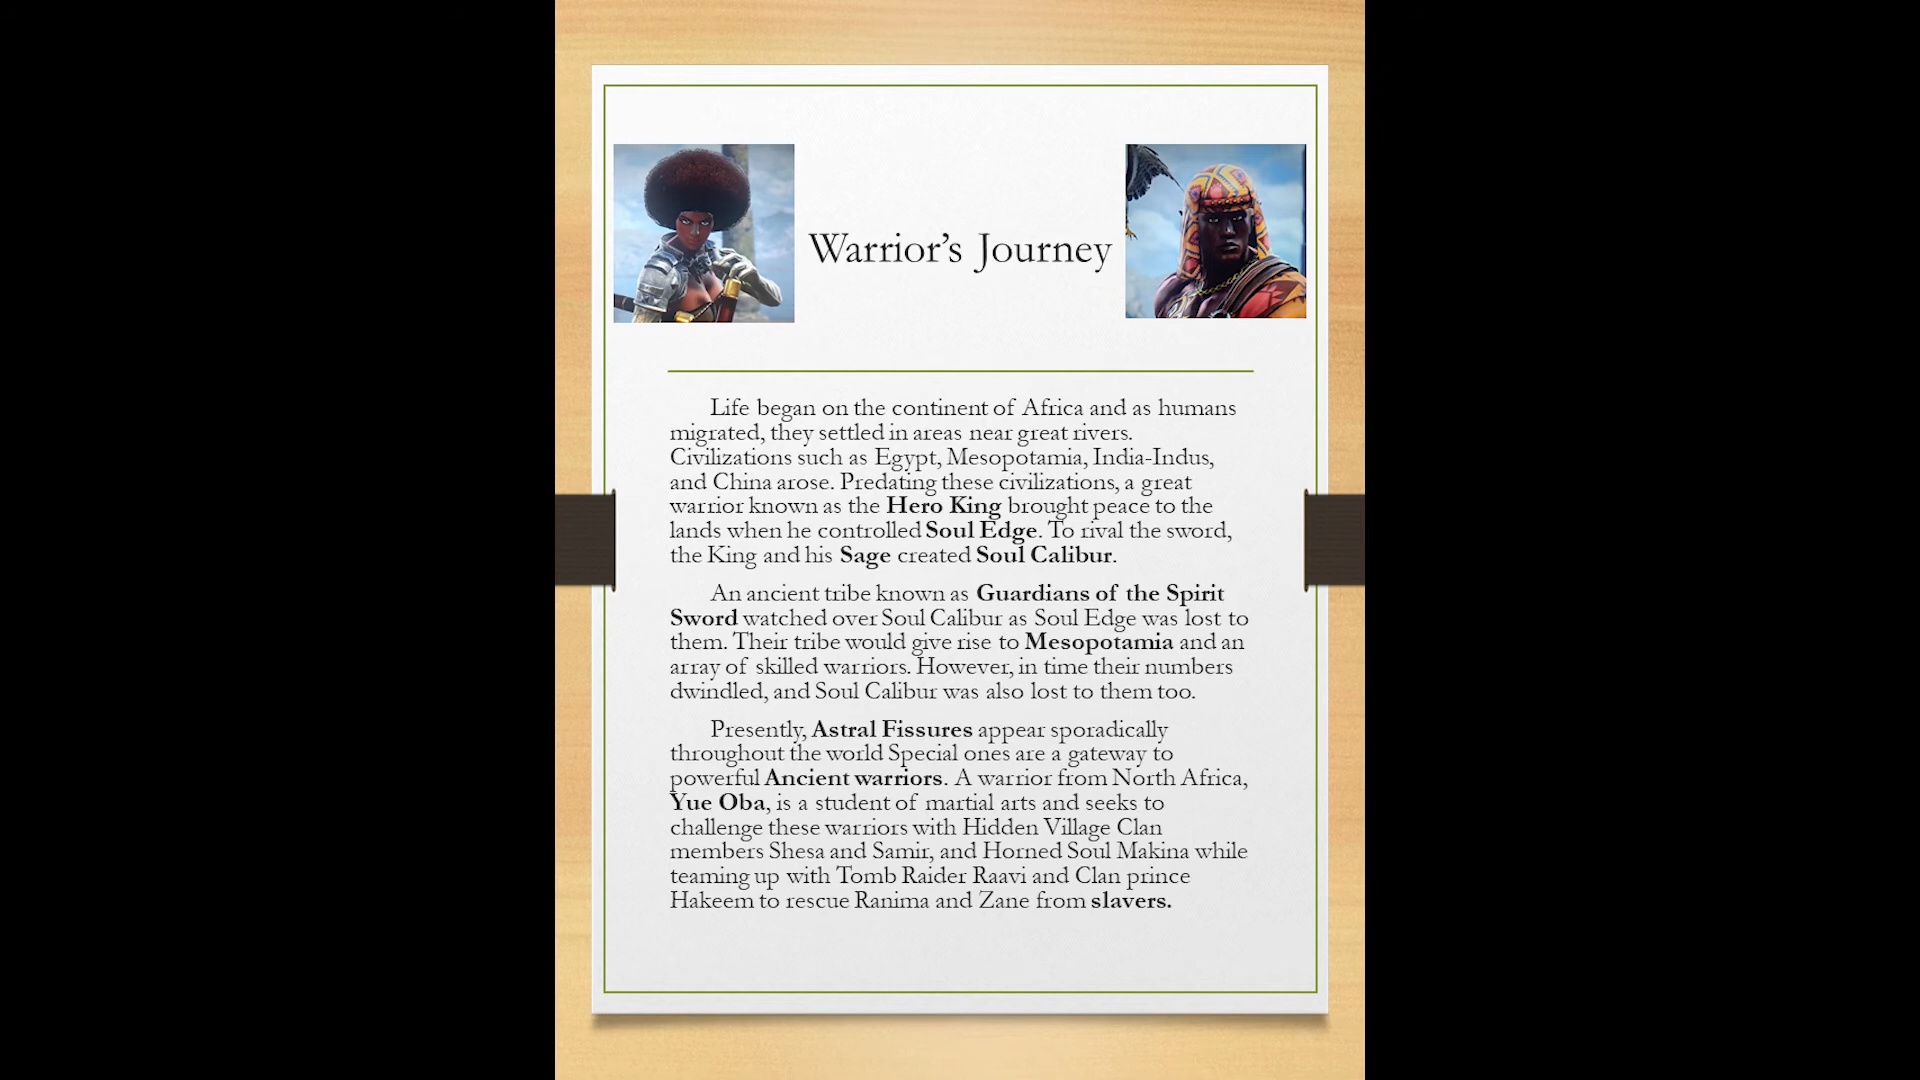 Warrior's Journey
Life began on the continent of Africa and as humans
migrated, they settled in areas near great rivers.
Civilizations such as Egypt, Mesopotamia, India-Indus,
and China arose. Predating these civilizations, a great
warrior known as the Hero King brought peace to the
lands when he controlled Soul Edge. To rival the sword,
the King and his Sage created Soul Calibur.
An ancient tribe known as Guardians of the Spirit
Sword watched over Soul Calibur as Soul Edge was lost to
them. Their tribe would give rise to Mesopotamia and an
array of skilled warriors. However, in time their numbers
dwindled, and Soul Calibur was also lost to them too.
Presently, Astral Fissures appear sporadically
throughout the world Special ones are a gateway to
powerful Ancient warriors. A warrior from North Africa,
Yue Oba, is a student of martial arts and seeks to
challenge these warriors with Hidden Village Clan
members Shesa and Samir, and Horned Soul Makina while
teaming up with Tomb Raider Raavi and Clan prince
Hakeem to rescue Ranima and Zane from slavers.